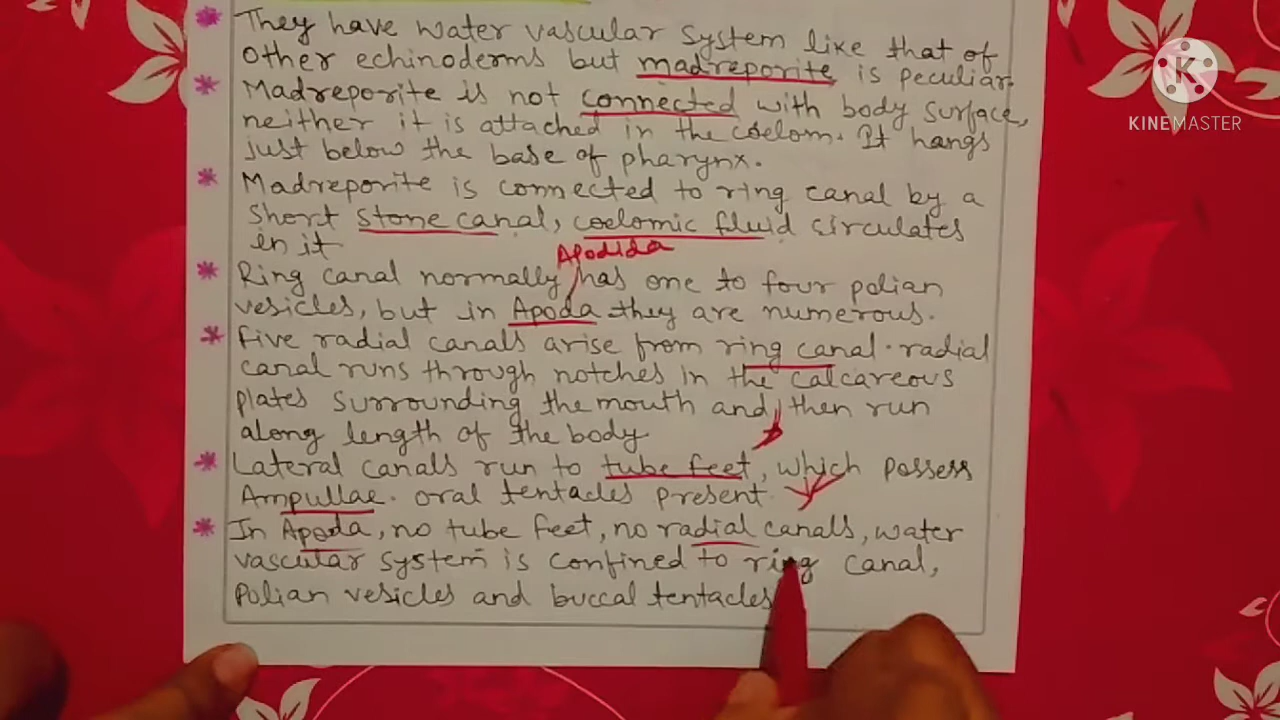 They have water vascular system like that of
other echinoderms but madreporite is peculiar.
Madreporite is not connected with body surface,
neither it is attached in the coelom. It hangs
just below the base of pharynx.
Madreporite is connected to ring canal by a
short stone canal, coelomic fluid circulates
in it
Apodida
Ring canal normally has one to four polian
vesicles, but in Apoda they are numerous.
Five radial canals arise from ring canal. radial
canal runs through notches in the calcareous
plates surrounding the mouth and then run
along length of the body
Lateral canals run to tube feet, which possess
Ampullae. oral tentacles present
In Apoda, no tube feet, no radial canals, water
vascular system is confined to ring canal,
polian vesicles and buccal tentacles
K
KINEMASTER